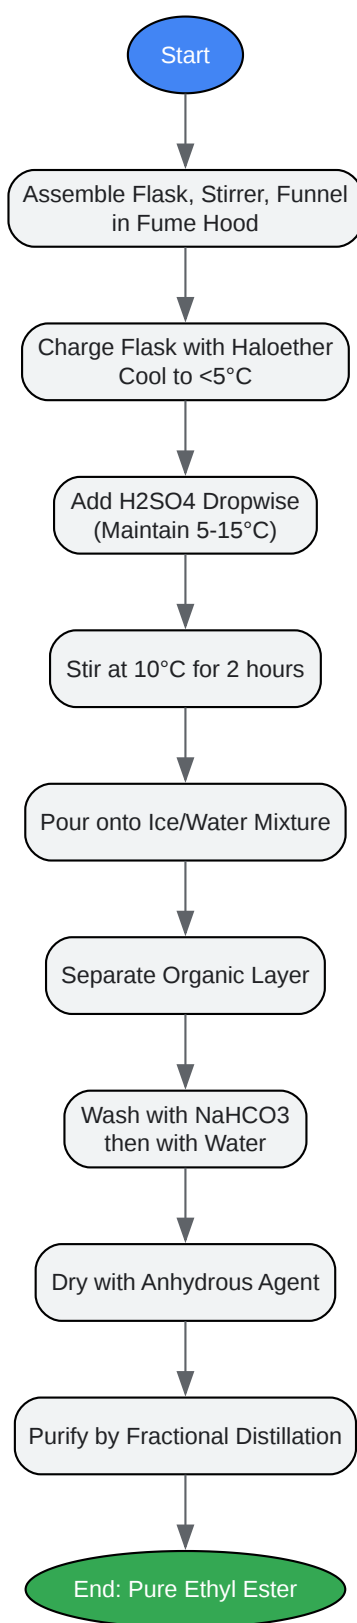 Start
Assemble Flask, Stirrer, Funnel
in Fume Hood
Charge Flask with Haloether
Cool to <5°C
Add H2SO4 Dropwise
(Maintain 5-15°C)
Stir at 10°C for 2 hours
Pour onto Ice/Water Mixture
Separate Organic Layer
Wash with NaHCO3
then with Water
Dry with Anhydrous Agent
Purify by Fractional Distillation
End: Pure Ethyl Ester